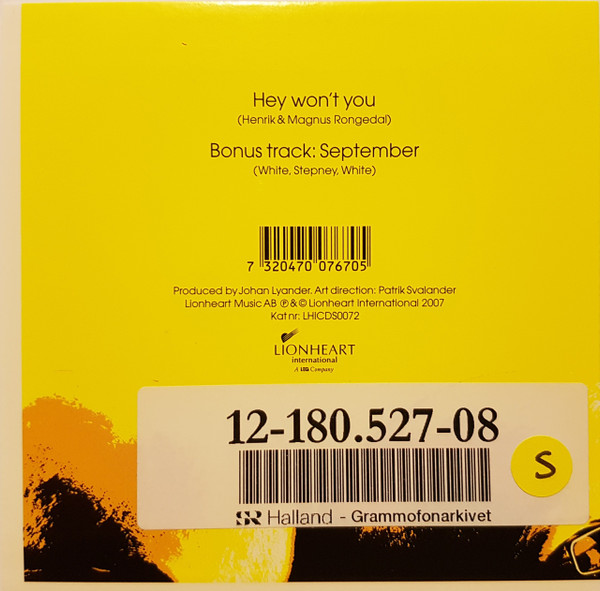 Hey won't you
(Henrik & Magnus Rongedal)
Bonus track: September
(White, Stepney, White)
7 320470 076705
Produced by Johan Lyander. Art direction: Patrik Svalander
Lionheart Music AB ℗ & © Lionheart International 2007
Kat nr: LHICDS0072
LIONHEART
international
A Company
12-180.527-08
S
SR Halland - Grammofonarkivet